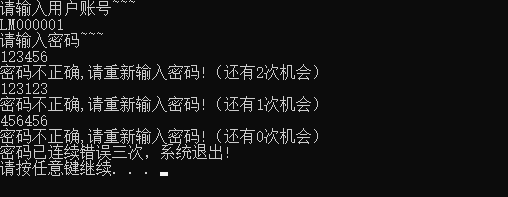 请输入用户账号~~~
LM000001
请输入密码~~~
123456
密码不正确,请重新输入密码!(还有2次机会)
123123
密码不正确,请重新输入密码!(还有1次机会)
456456
密码不正确,请重新输入密码!(还有0次机会)
密码已连续错误三次，系统退出!
请按任意键继续. . .